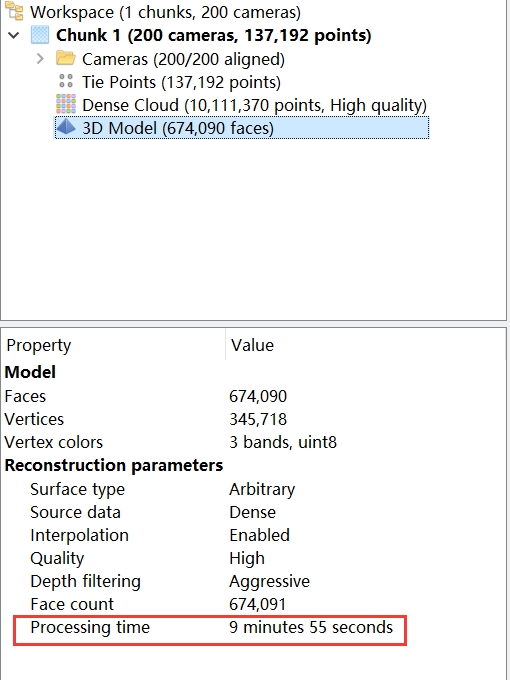 Workspace (1 chunks, 200 cameras)
Chunk 1 (200 cameras, 137,192 points)
Cameras (200/200 aligned)
Tie Points (137,192 points)
Dense Cloud (10,111,370 points, High quality)
3D Model (674,090 faces)
Property Value
Model
Faces 674,090
Vertices 345,718
Vertex colors 3 bands, uint8
Reconstruction parameters
Surface type Arbitrary
Source data Dense
Interpolation Enabled
Quality High
Depth filtering Aggressive
Face count 674,091
Processing time 9 minutes 55 seconds